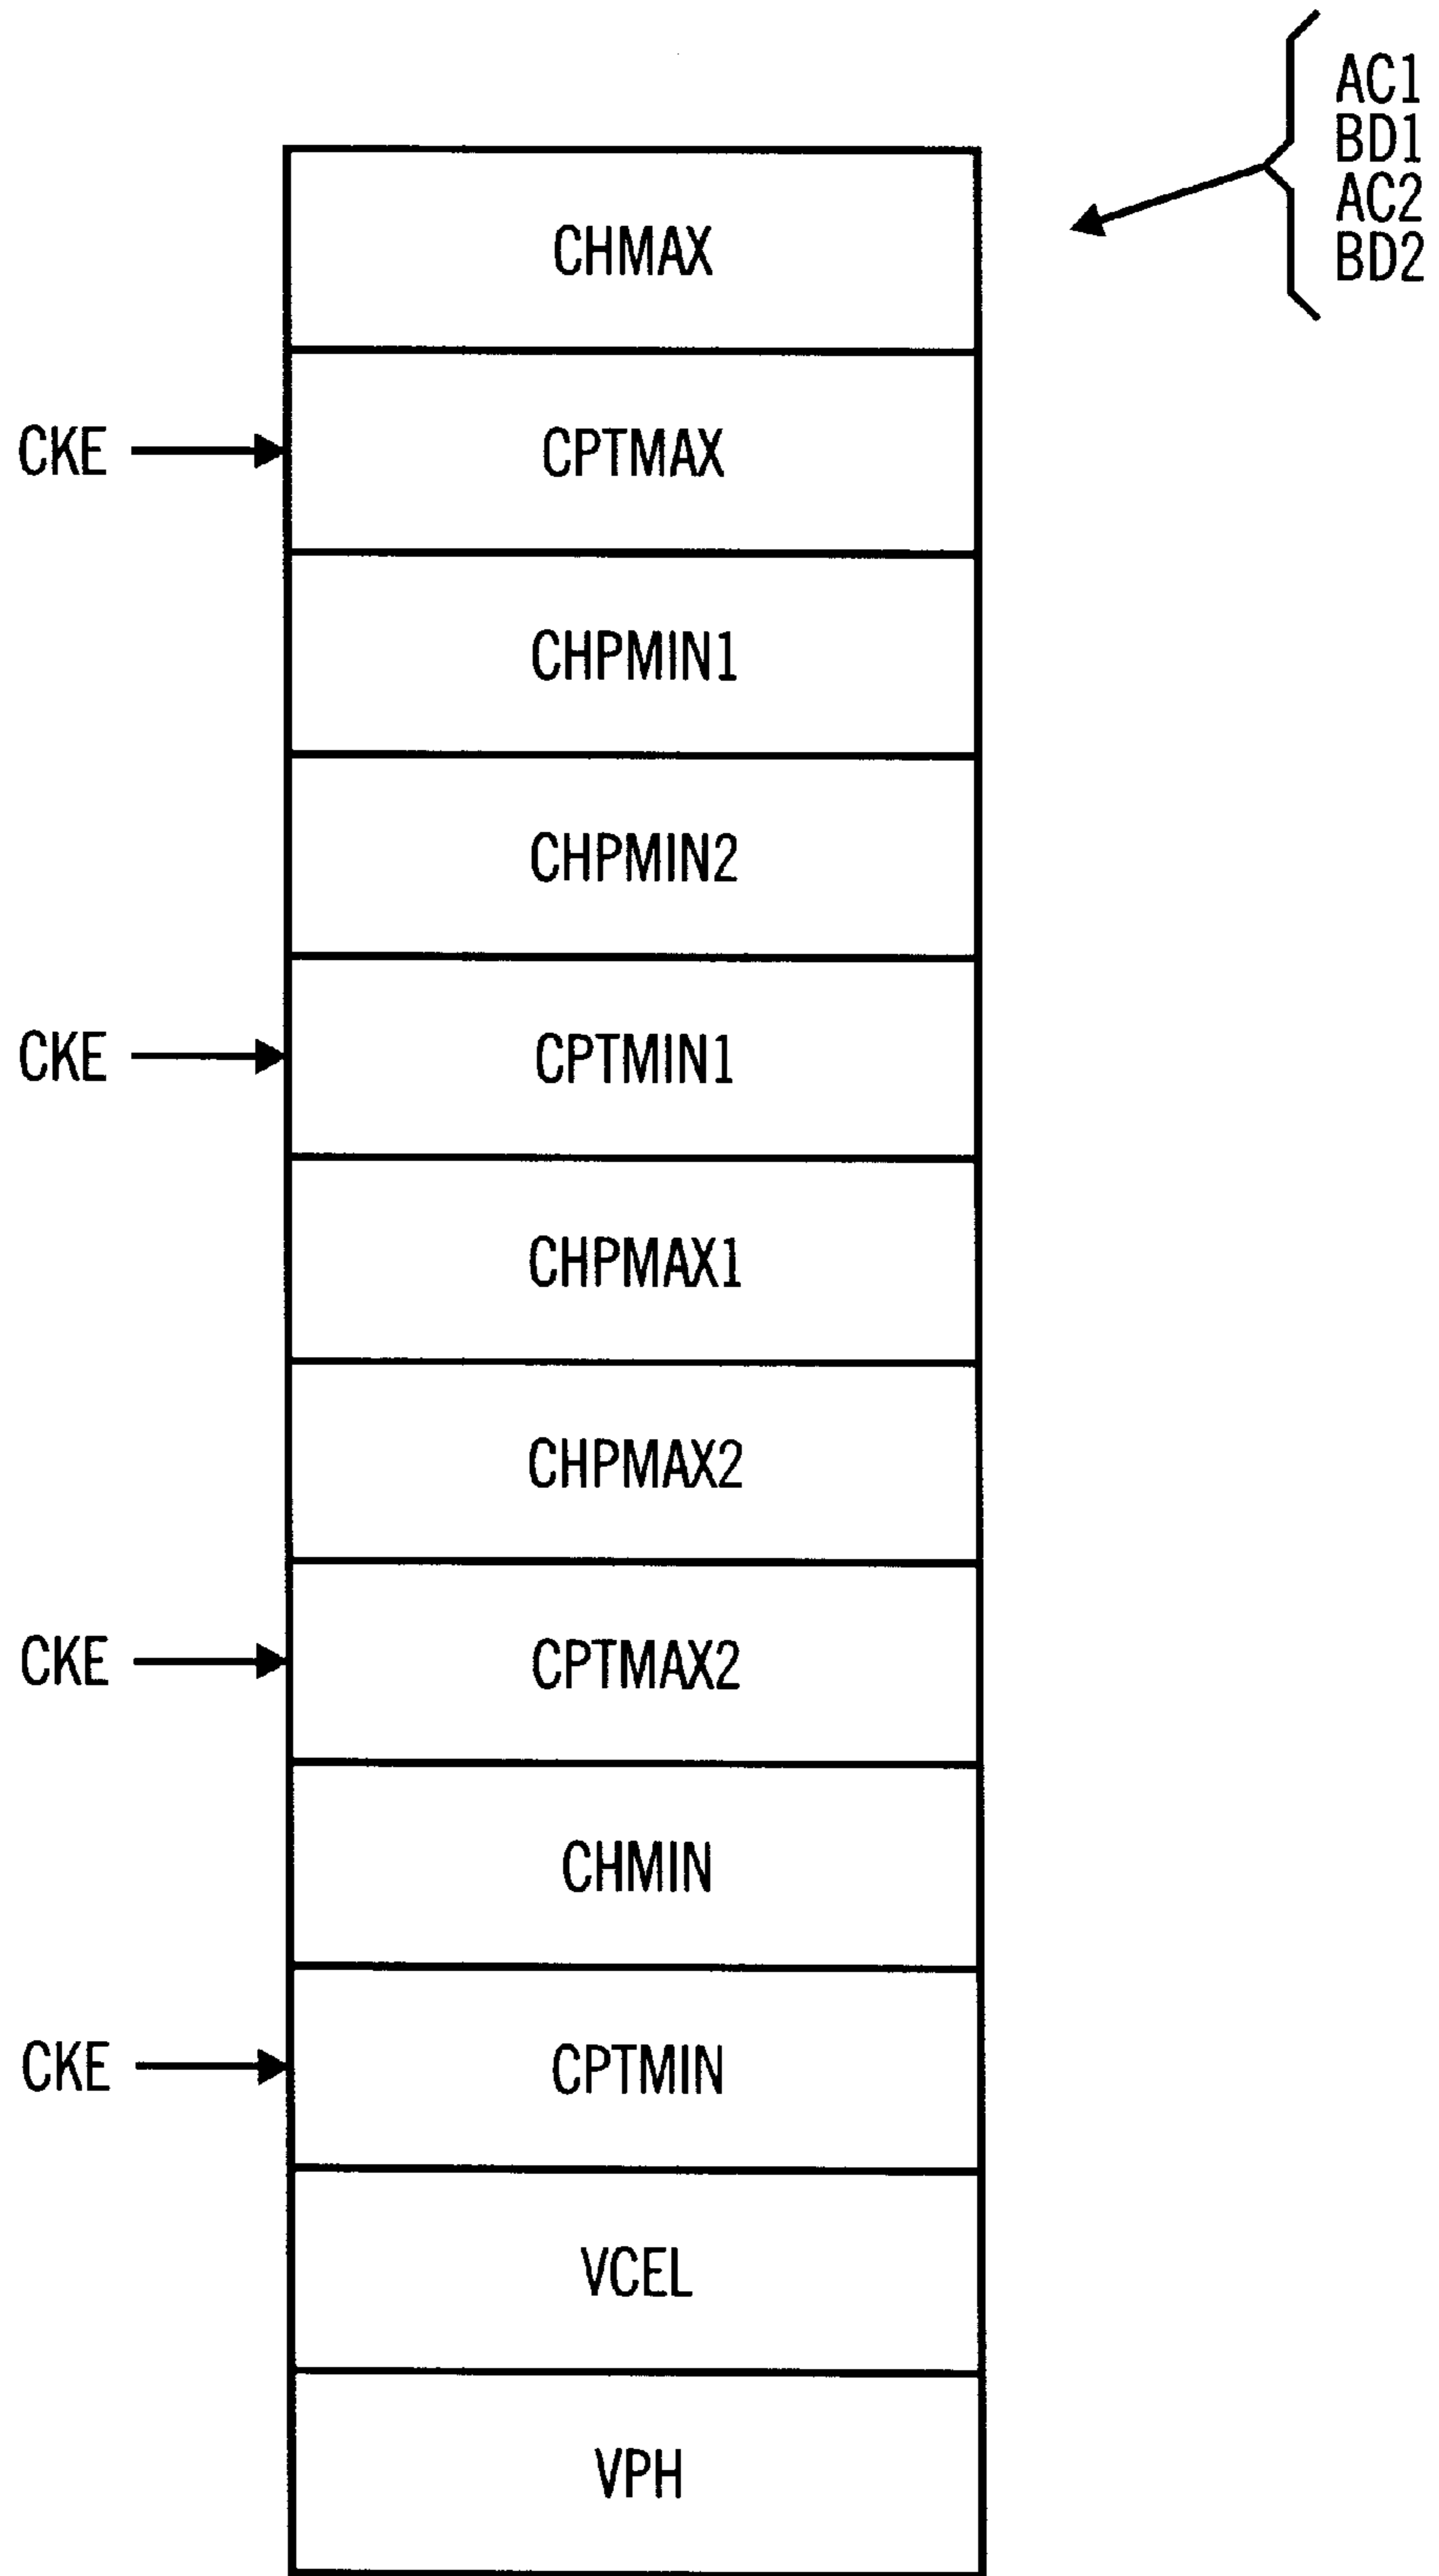 AC1
BD1
AC2
BD2
CHMAX
CKE
CPTMAX
CHPMIN1
CHPMIN2
CKE
CPTMIN1
CHPMAX1
CHPMAX2
CKE
CPTMAX2
CHMIN
CKE
CPTMIN
VCEL
VPH